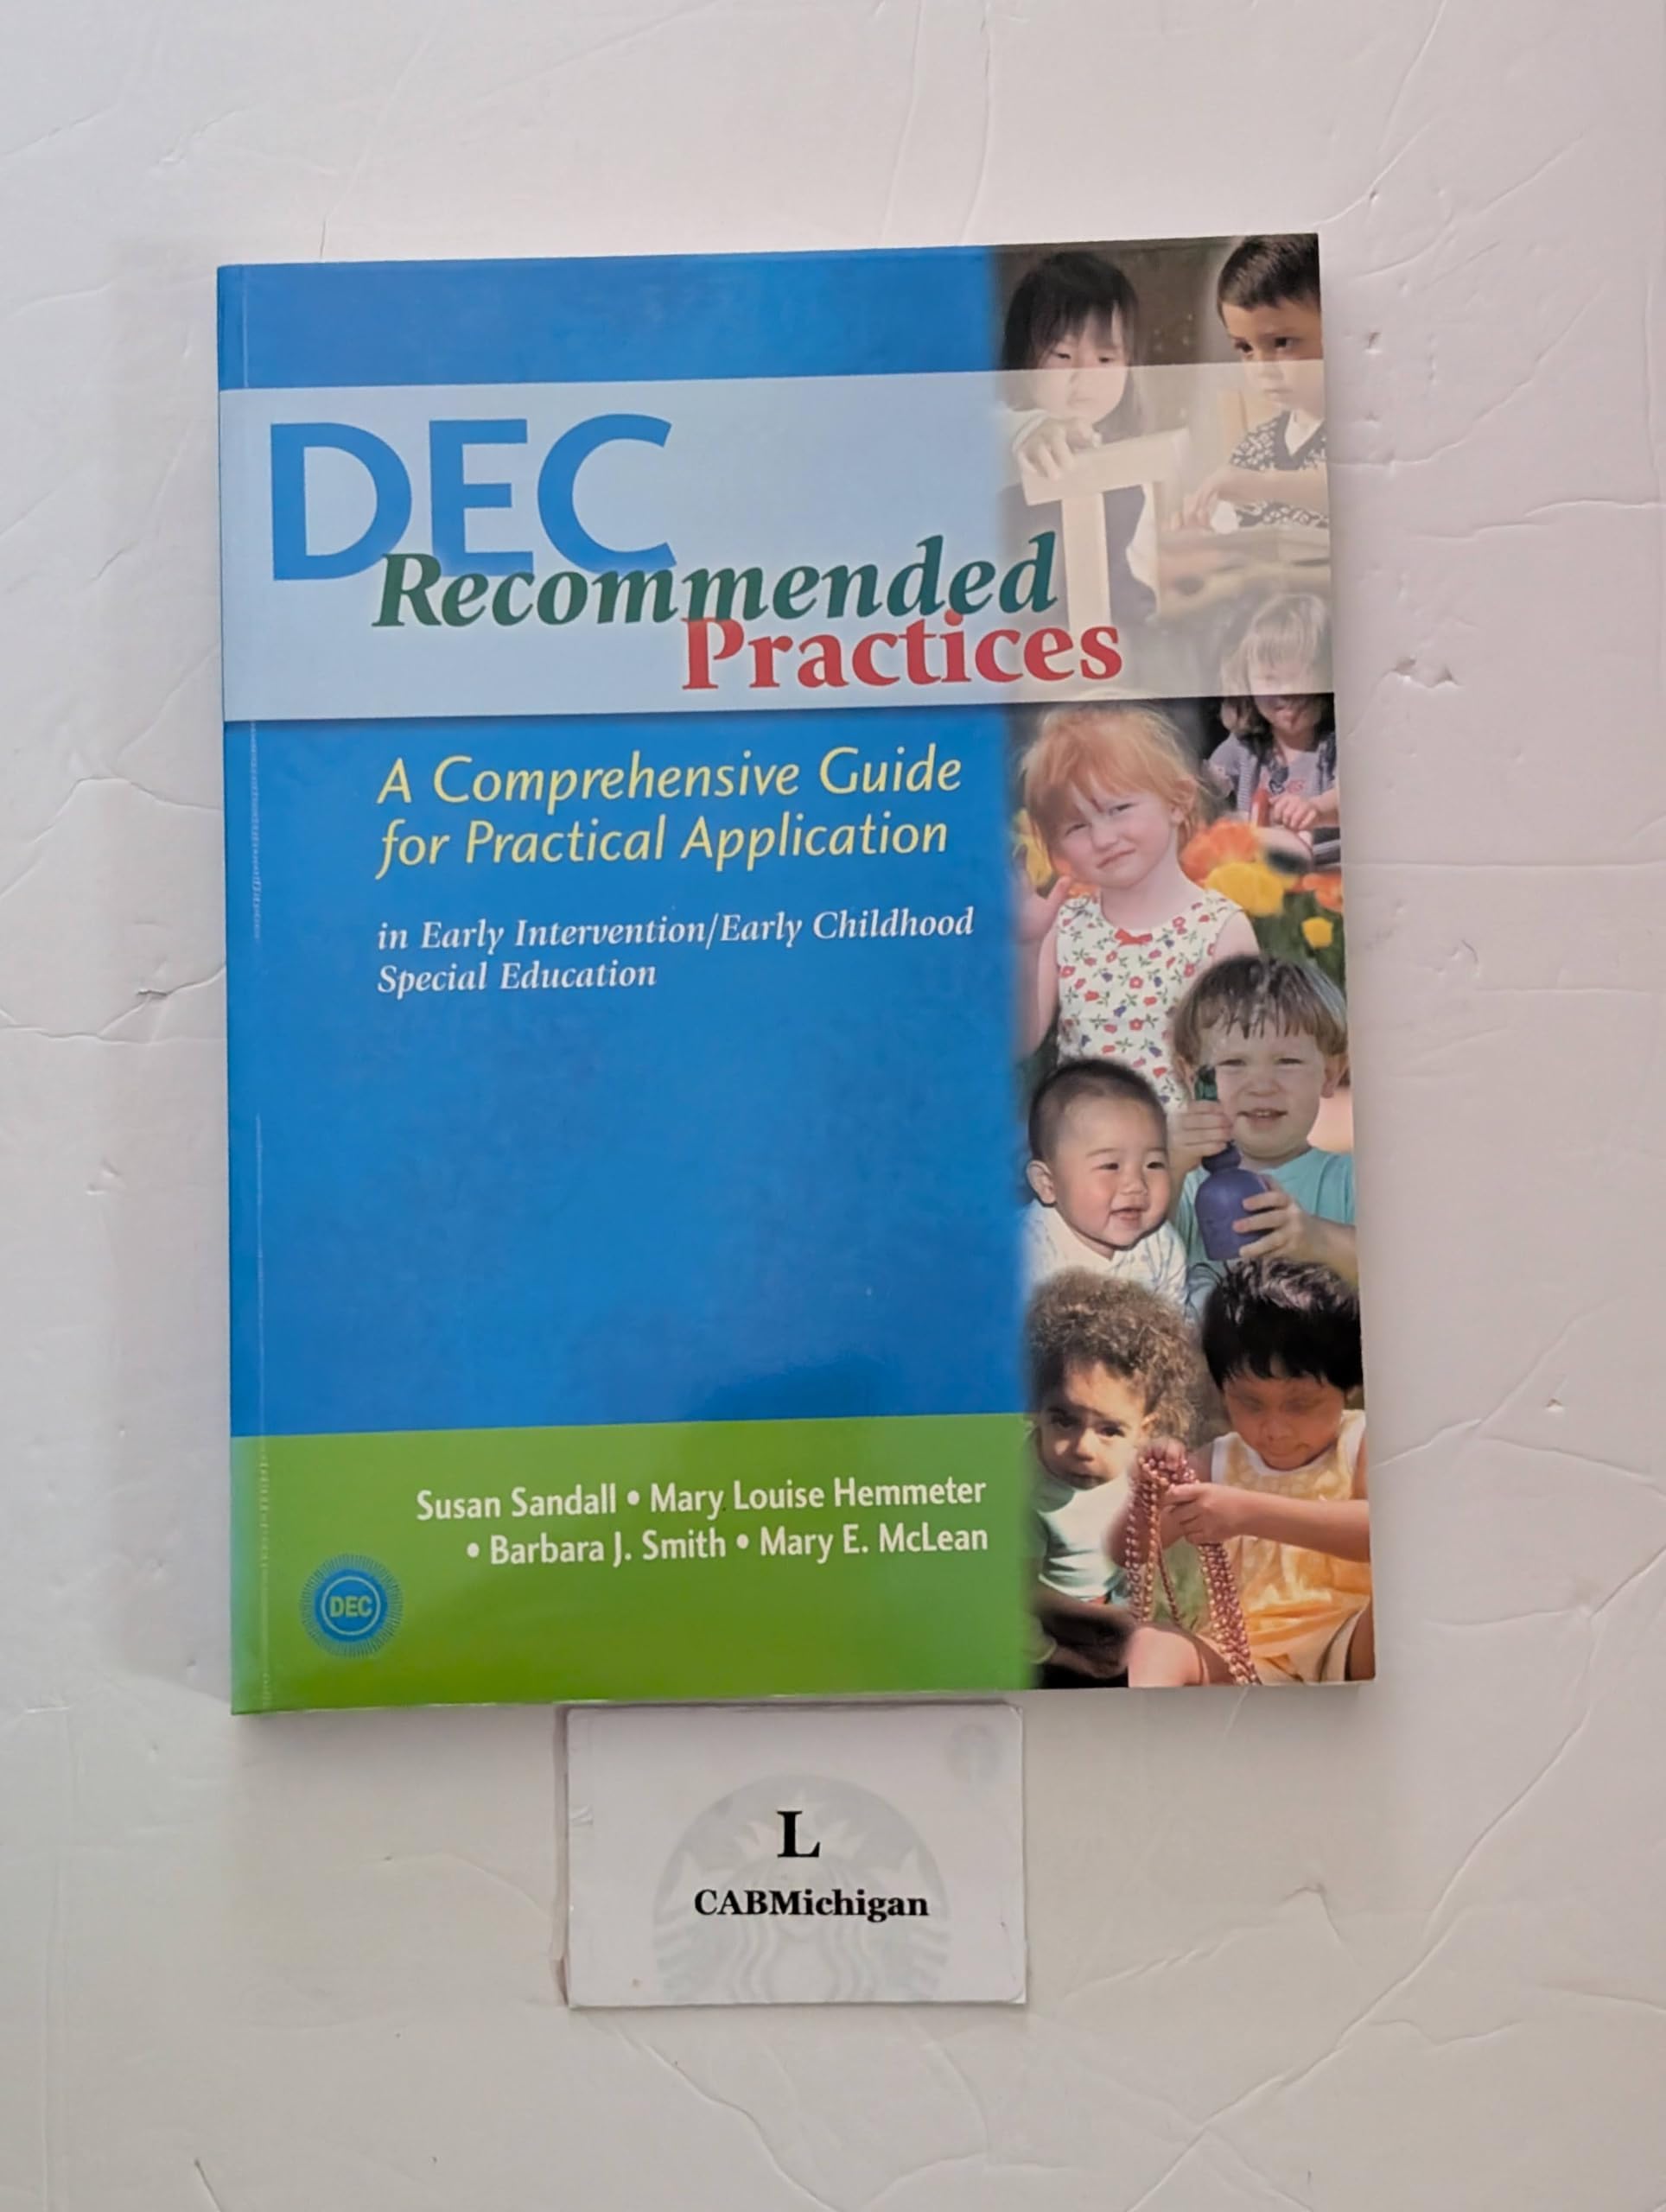 DEC
Recommended
Practices
A Comprehensive Guide
for Practical Application
in Early Intervention/Early Childhood
Special Education
Susan Sandall • Mary Louise Hemmeter
• Barbara J. Smith • Mary E. McLean
DEC
L
CABMichigan